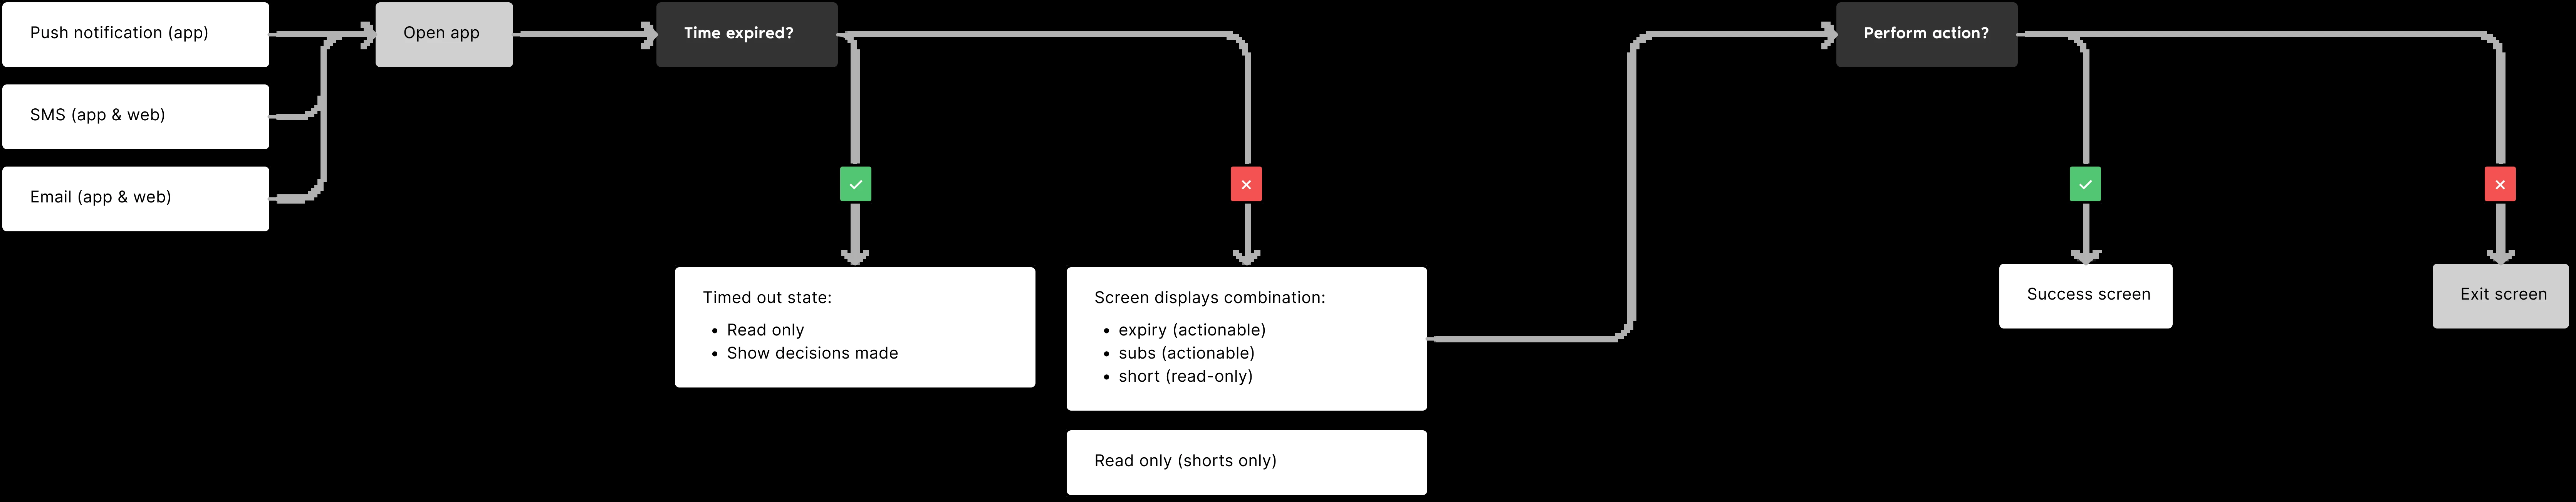 Push notification (app)
Open app
Time expired?
Perform action?
SMS (app & web)
Email (app & web)
Timed out state:
• Read only
• Show decisions made
Screen displays combination:
• expiry (actionable)
• subs (actionable)
• short (read-only)
Success screen
Exit screen
Read only (shorts only)